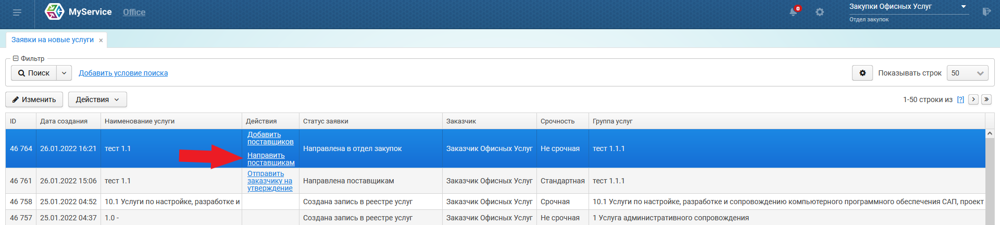 MyService Office 0 Закупки Офисных Услуг
Отдел закупок
Заявки на новые услуги ×
Фильтр
Поиск Добавить условие поиска Показывать строк 50
Изменить Действия 1-50 строки из [?]
ID Дата создания Наименование услуги Действия Статус заявки Заказчик Срочность Группа услуг
46 764 26.01.2022 16:21 тест 1.1 Добавить поставщиков Направить поставщикам Направлена в отдел закупок Заказчик Офисных Услуг Не срочная тест 1.1.1
46 761 26.01.2022 15:06 тест 1.1 Отправить заказчику на утверждение Направлена поставщикам Заказчик Офисных Услуг Стандартная тест 1.1.1
46 758 25.01.2022 04:52 10.1 Услуги по настройке, разработке и Создана запись в реестре услуг Заказчик Офисных Услуг Срочная 10.1 Услуги по настройке, разработке и сопровождению компьютерного программного обеспечения САП, проект
46 757 25.01.2022 04:37 1.0 - Создана запись в реестре услуг Заказчик Офисных Услуг Не срочная 1 Услуга административного сопровождения